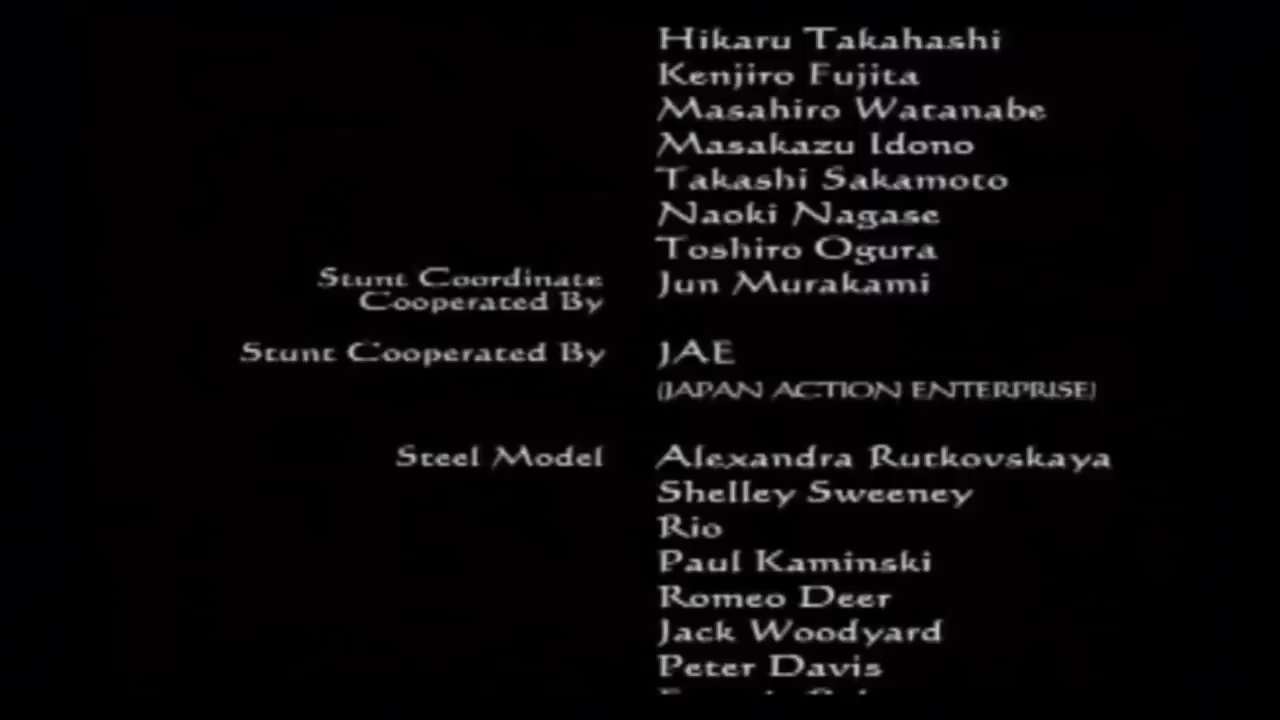 Hikaru Takahashi
Kenjiro Fujita
Masahiro Watanabe
Masakazu Idono
Takashi Sakamoto
Naoki Nagase
Toshiro Ogura
Stunt Coordinate
Cooperated By
Jun Murakami
Stunt Cooperated By JAE
(JAPAN ACTION ENTERPRISE)
Steel Model Alexandra Rutkovskaya
Shelley Sweeney
Rio
Paul Kaminski
Romeo Deer
Jack Woodyard
Peter Davis